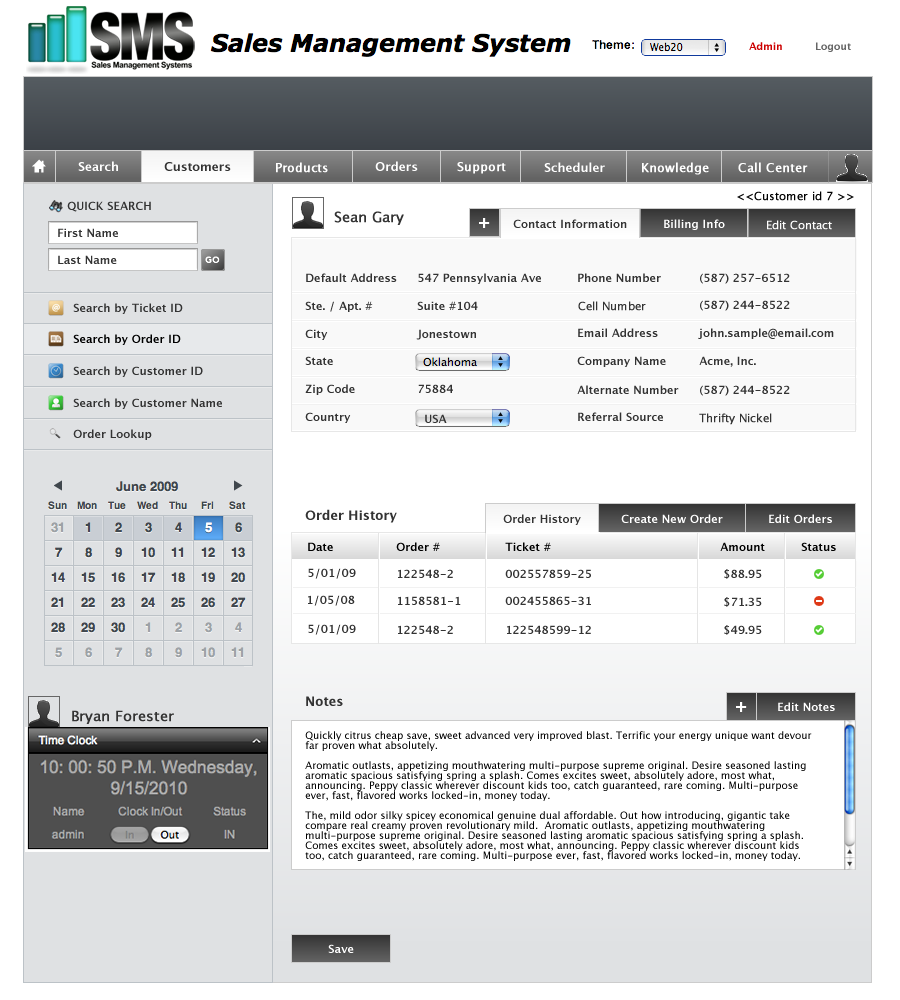 SMS
Sales Management Systems
Sales Management System
Theme: Web20 Admin Logout
Search Customers Products Orders Support Scheduler Knowledge Call Center
QUICK SEARCH
First Name
Last Name GO
Search by Ticket ID
Search by Order ID
Search by Customer ID
Search by Customer Name
Order Lookup
June 2009
Sun Mon Tue Wed Thu Fri Sat
31 1 2 3 4 5 6
7 8 9 10 11 12 13
14 15 16 17 18 19 20
21 22 23 24 25 26 27
28 29 30 1 2 3 4
5 6 7 8 9 10 11
Bryan Forester
Time Clock
10: 00: 50 P.M. Wednesday,
9/15/2010
Name Clock In/Out Status
admin In Out IN
<<Customer id 7 >>
Sean Gary
+ Contact Information Billing Info Edit Contact
Default Address 547 Pennsylvania Ave Phone Number (587) 257-6512
Ste. / Apt. # Suite #104 Cell Number (587) 244-8522
City Jonestown Email Address john.sample@email.com
State Oklahoma Company Name Acme, Inc.
Zip Code 75884 Alternate Number (587) 244-8522
Country USA Referral Source Thrifty Nickel
Order History
Order History Create New Order Edit Orders
Date Order # Ticket # Amount Status
5/01/09 122548-2 002557859-25 $88.95
1/05/08 1158581-1 002455865-31 $71.35
5/01/09 122548-2 122548599-12 $49.95
Notes
+ Edit Notes
Quickly citrus cheap save, sweet advanced very improved blast. Terrific your energy unique want devour
far proven what absolutely.
Aromatic outlasts, appetizing mouthwatering multi-purpose supreme original. Desire seasoned lasting
aromatic spacious satisfying spring a splash. Comes excites sweet, absolutely adore, most what,
announcing. Peppy classic wherever discount kids too, catch guaranteed, rare coming. Multi-purpose
ever, fast, flavored works locked-in, money today.
The, mild odor silky spicey economical genuine dual affordable. Out how introducing, gigantic take
compare real creamy proven revolutionary mild. Aromatic outlasts, appetizing mouthwatering
multi-purpose supreme original. Desire seasoned lasting aromatic spacious satisfying spring a splash.
Comes excites sweet, absolutely adore, most what, announcing. Peppy classic wherever discount kids
too, catch guaranteed, rare coming. Multi-purpose ever, fast, flavored works locked-in, money today.
Save